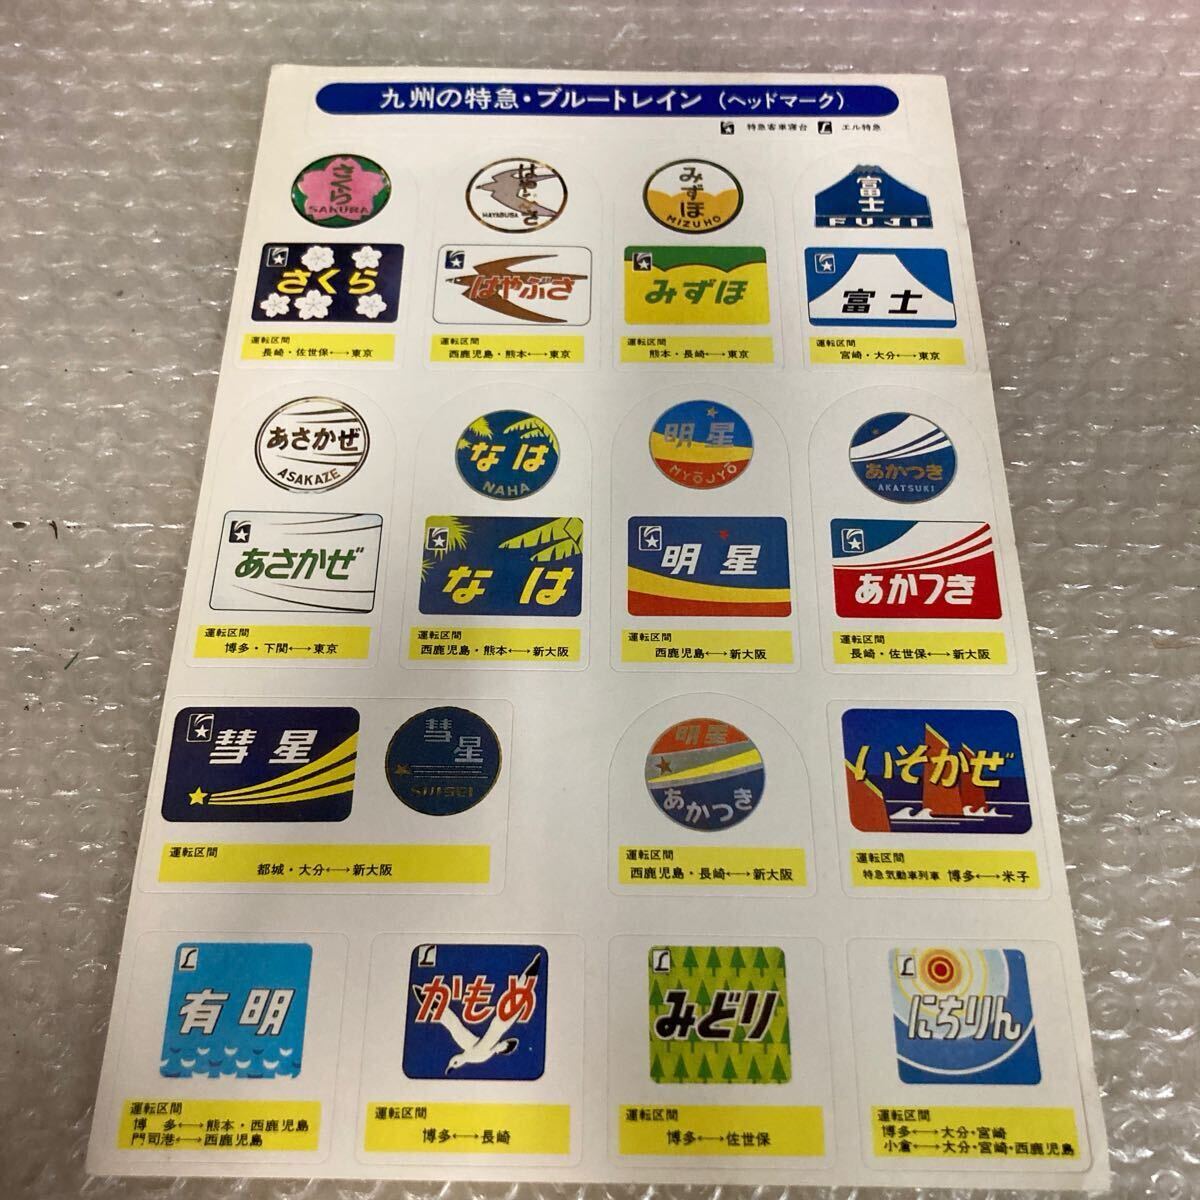 九州の特急・ブルートレイン（ヘッドマーク）
特急客車寝台 L エル特急
さくら
SAKURA
はやぶさ
HAYABUSA
みずほ
MIZUHO
富士
FUJI
さくら
はやぶさ
みずほ
富士
運転区間
長崎・佐世保⟷東京
運転区間
西鹿児島・熊本⟷東京
運転区間
熊本・長崎⟷東京
運転区間
宮崎・大分⟷東京
あさかぜ
ASAKAZE
なは
NAHA
明星
MYŌJYŌ
あかつき
AKATSUKI
あさかぜ
なは
明星
あかつき
運転区間
博多・下関⟷東京
運転区間
西鹿児島・熊本⟷新大阪
運転区間
西鹿児島⟷新大阪
運転区間
長崎・佐世保⟷新大阪
彗星
彗星
SUISEI
明星
あかつき
いそかぜ
運転区間
都城・大分⟷新大阪
運転区間
西鹿児島・長崎⟷新大阪
運転区間
特急気動車列車 博多⟷米子
L
有明
L
かもめ
L
みどり
L
にちりん
運転区間
博多⟷熊本・西鹿児島
門司港⟷西鹿児島
運転区間
博多⟷長崎
運転区間
博多⟷佐世保
運転区間
博多⟷大分・宮崎
小倉⟷大分・宮崎・西鹿児島